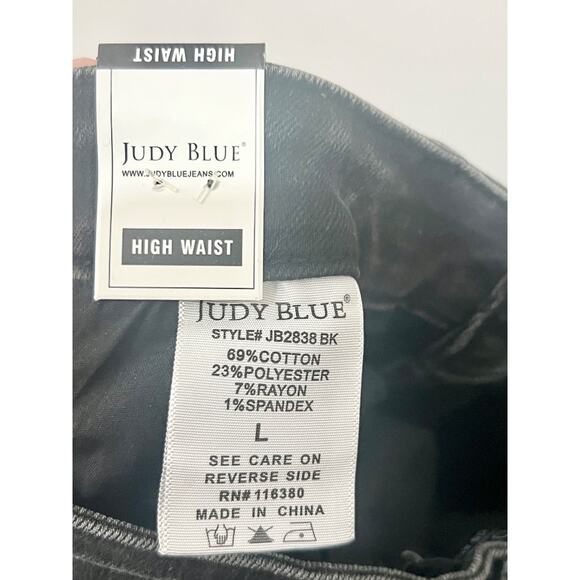 HIGH WAIST
JUDY BLUE®
WWW.JUDYBLUEJEANS.COM
HIGH WAIST
JUDY BLUE®
STYLE# JB2838 BK
69%COTTON
23%POLYESTER
7%RAYON
1%SPANDEX
L
SEE CARE ON
REVERSE SIDE
RN# 116380
MADE IN CHINA